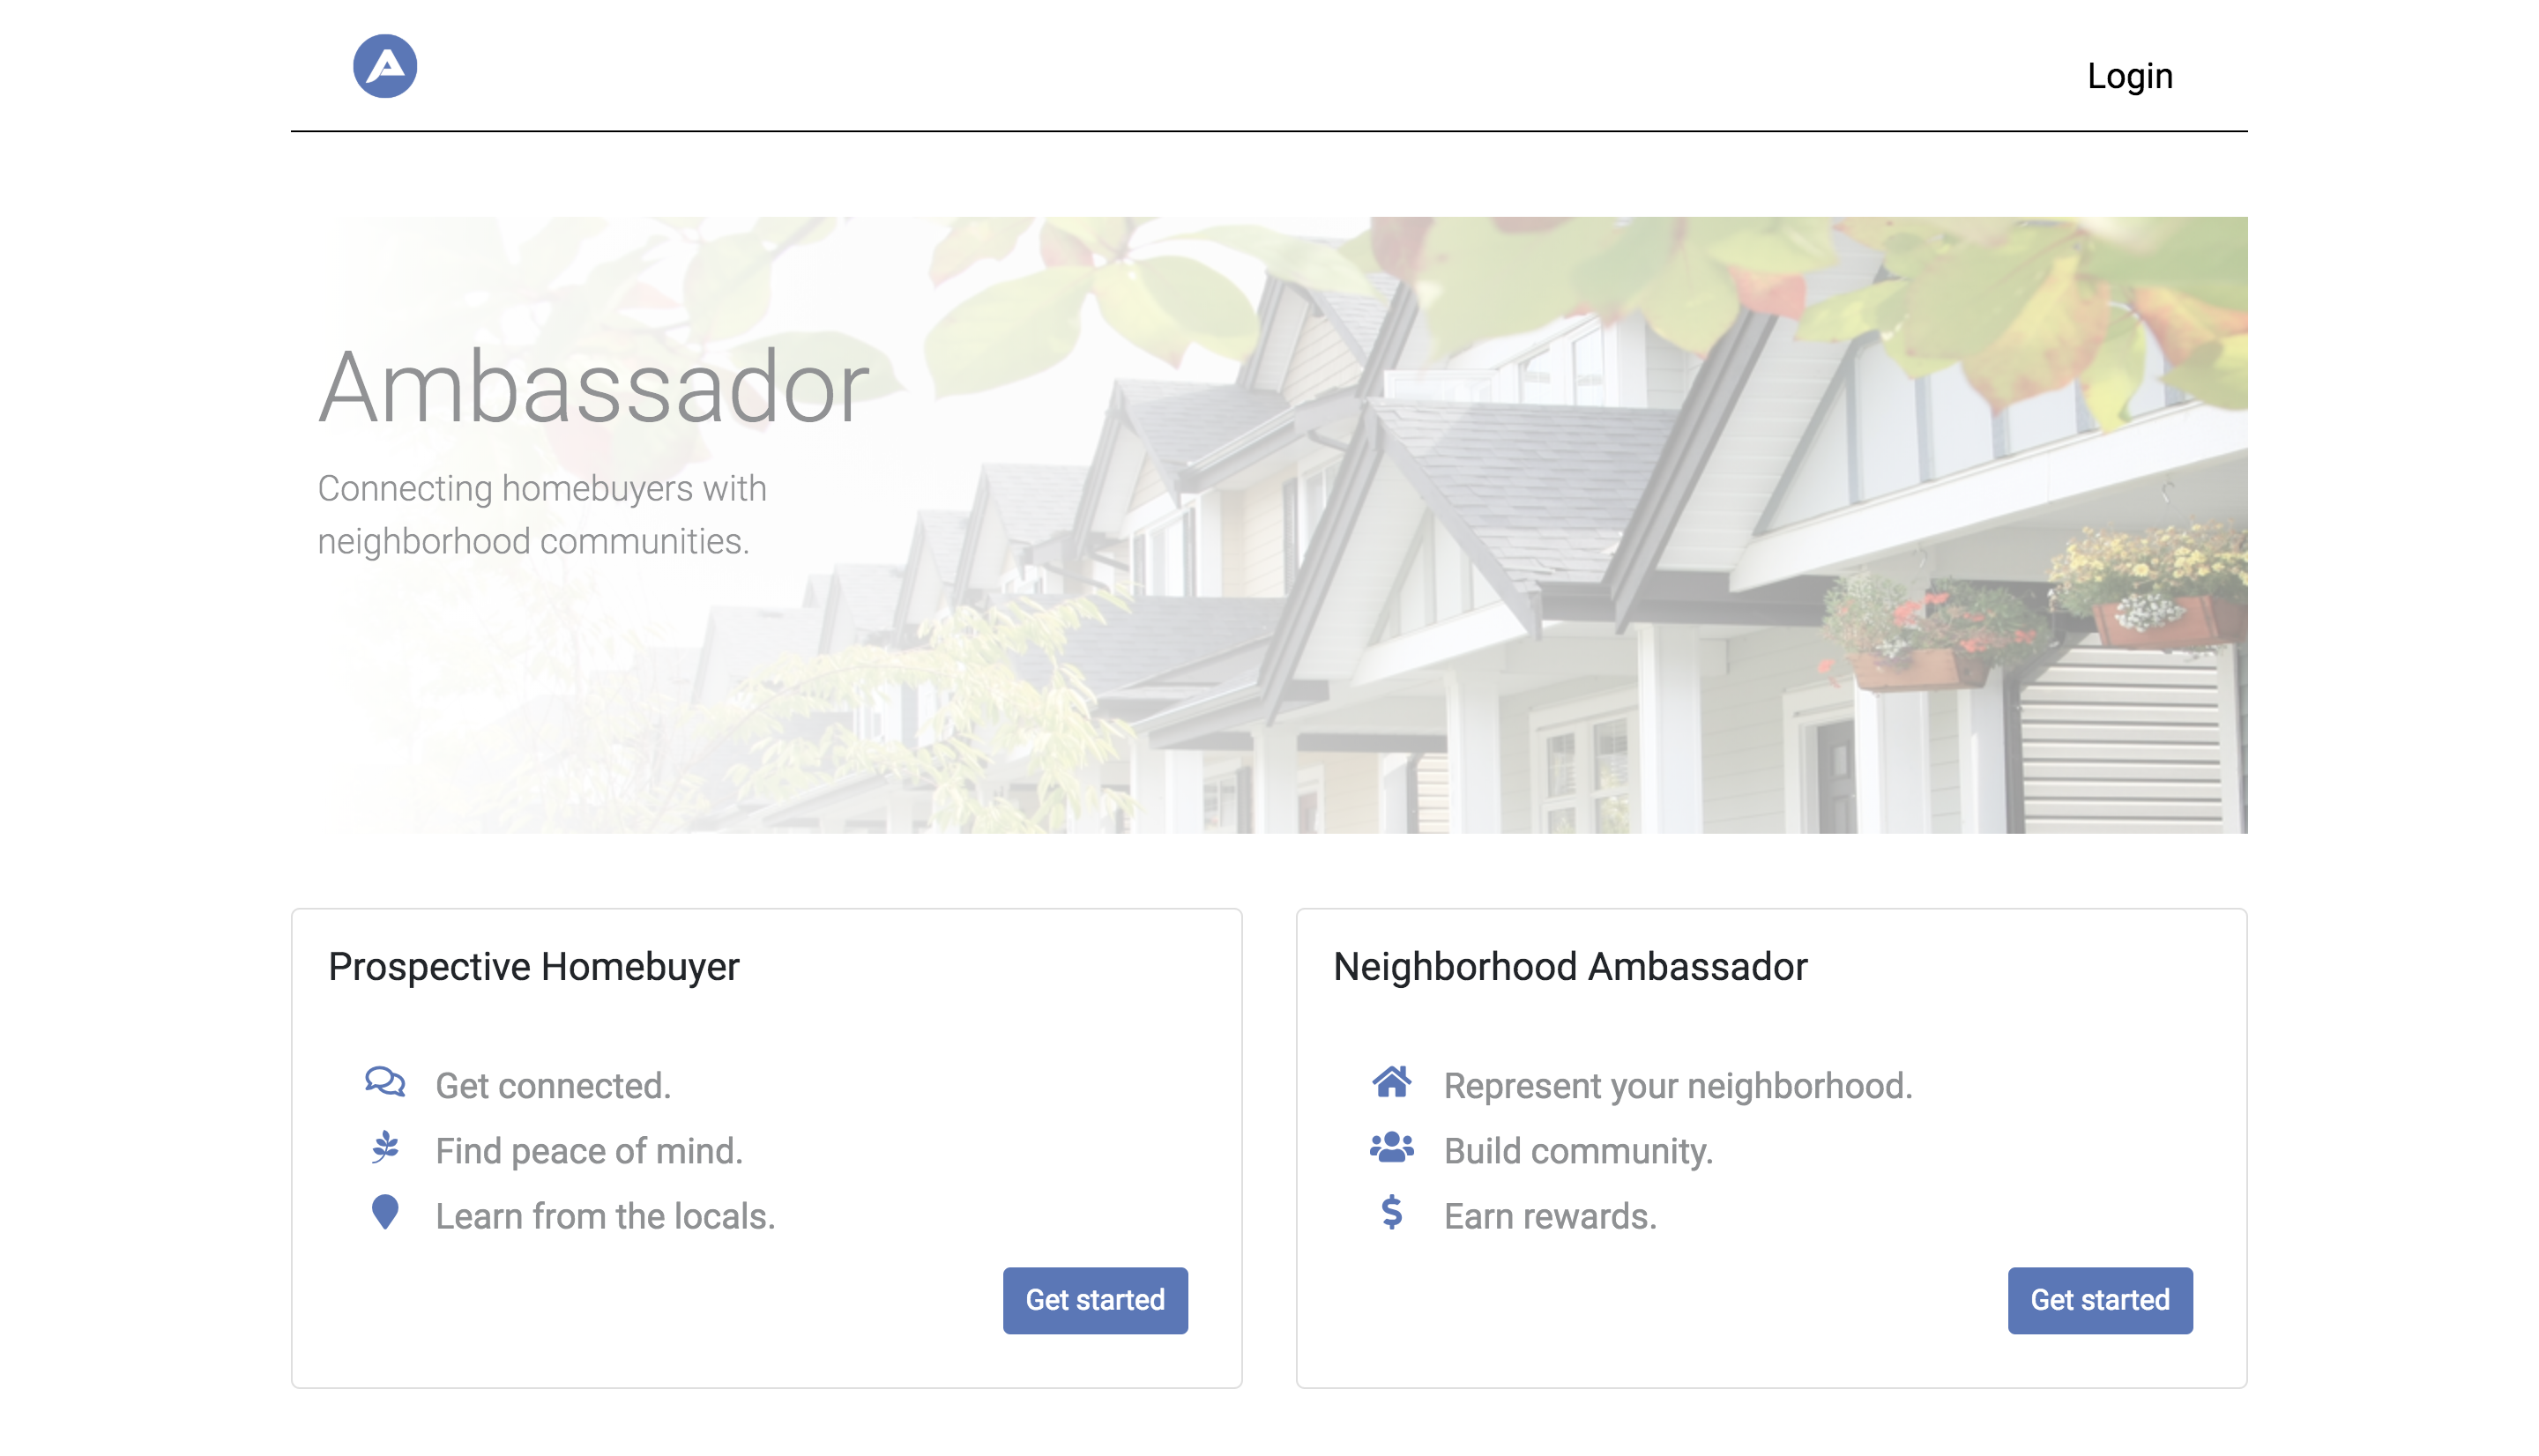 Login
Ambassador
Connecting homebuyers with
neighborhood communities.
Prospective Homebuyer
Get connected.
Find peace of mind.
Learn from the locals.
Get started
Neighborhood Ambassador
Represent your neighborhood.
Build community.
Earn rewards.
Get started